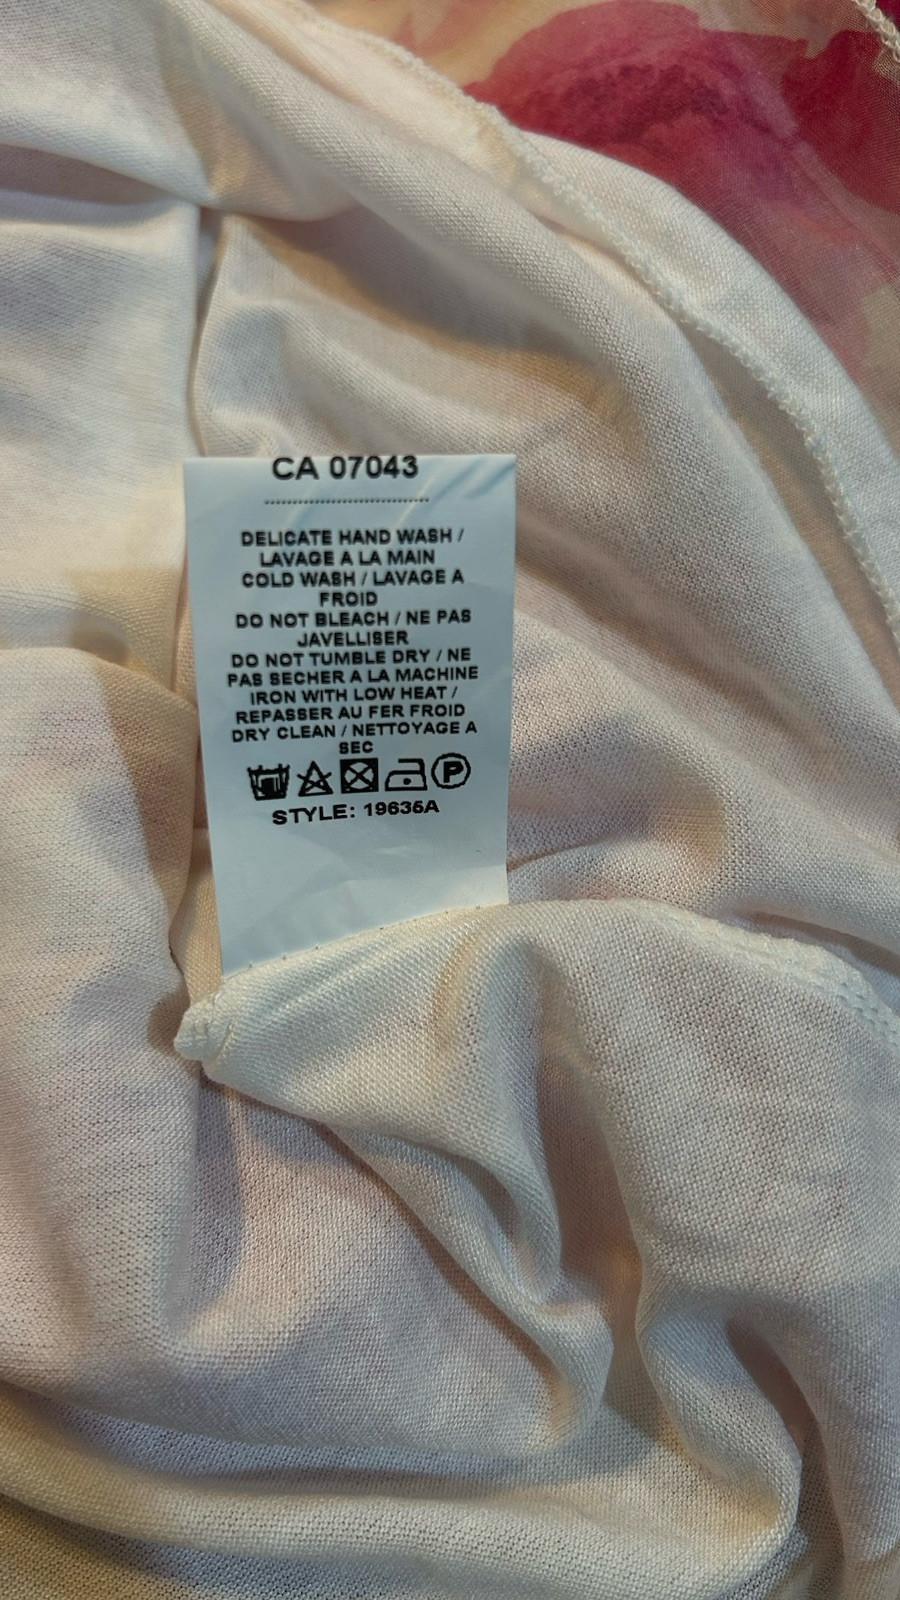 CA 07043
DELICATE HAND WASH /
LAVAGE A LA MAIN
COLD WASH / LAVAGE A
FROID
DO NOT BLEACH / NE PAS
JAVELLISER
DO NOT TUMBLE DRY / NE
PAS SECHER A LA MACHINE
IRON WITH LOW HEAT /
REPASSER AU FER FROID
DRY CLEAN / NETTOYAGE A
SEC
P
STYLE: 19635A